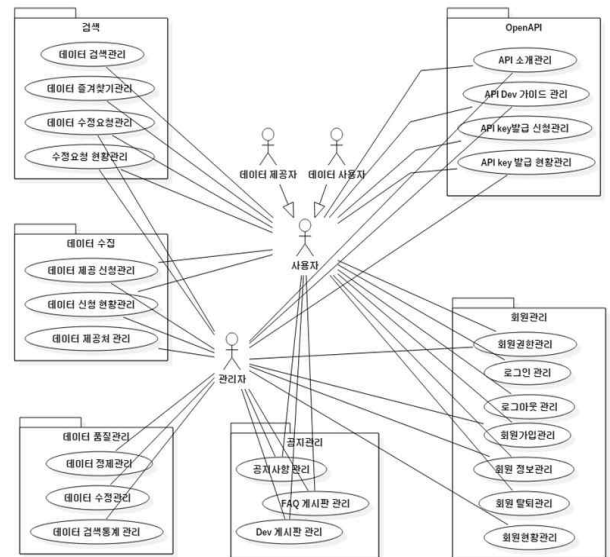 검색
데이터 검색관리
데이터 즐겨찾기관리
데이터 수정요청관리
수정요청 현황관리
OpenAPI
API 소개관리
API Dev 가이드 관리
API key발급 신청관리
API key 발급 현황관리
데이터 제공자
데이터 사용자
사용자
데이터 수집
데이터 제공 신청관리
데이터 신청 현황관리
데이터 제공처 관리
관리자
회원관리
회원권한관리
로그인 관리
로그아웃 관리
회원가입관리
회원 정보관리
회원 탈퇴관리
회원현황관리
데이터 품질관리
데이터 정제관리
데이터 수정관리
데이터 검색통계 관리
공지관리
공지사항 관리
FAQ 게시판 관리
Dev 게시판 관리